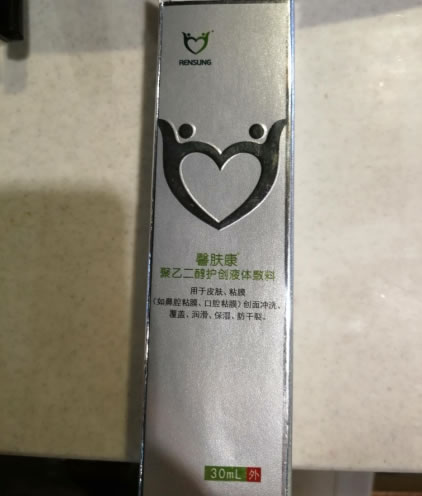 RENSUNG
馨肤康
聚乙二醇护创液体敷料
用于皮肤、粘膜
（如鼻腔粘膜、口腔粘膜）创面冲洗、
覆盖、润滑、保湿、防干裂。
30mL 外